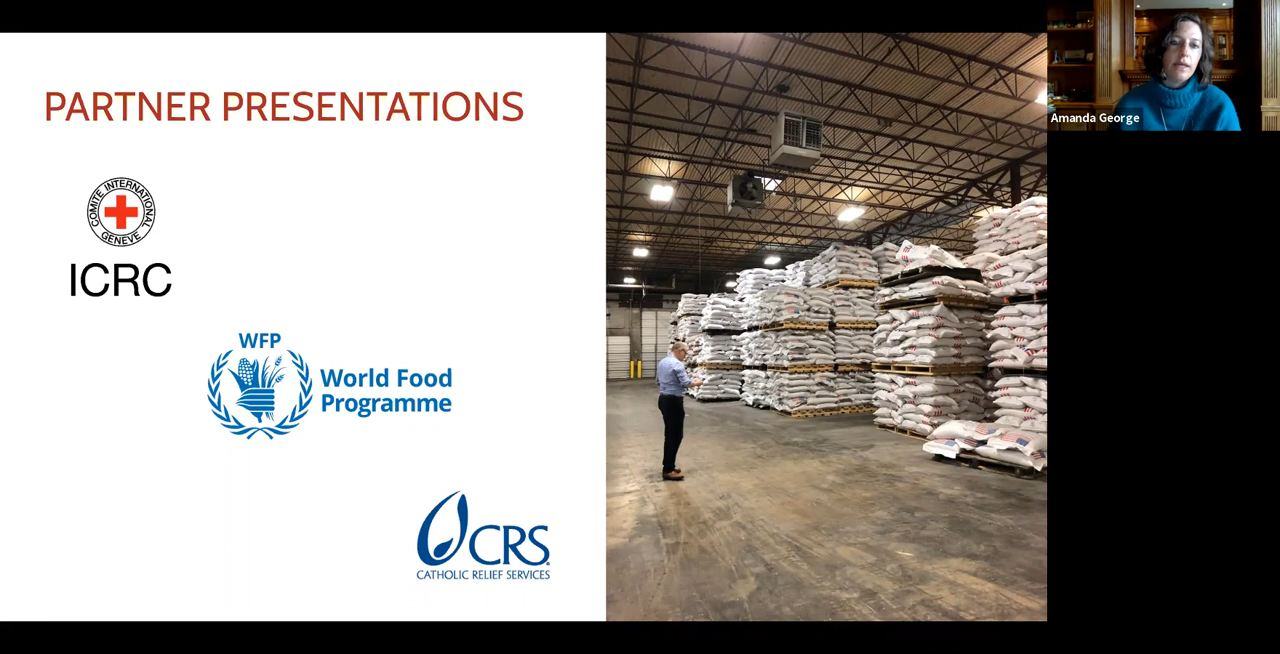 PARTNER PRESENTATIONS
COMITE INTERNATIONAL
GENEVE
ICRC
WFP
World Food
Programme
CRS
CATHOLIC RELIEF SERVICES
Amanda George